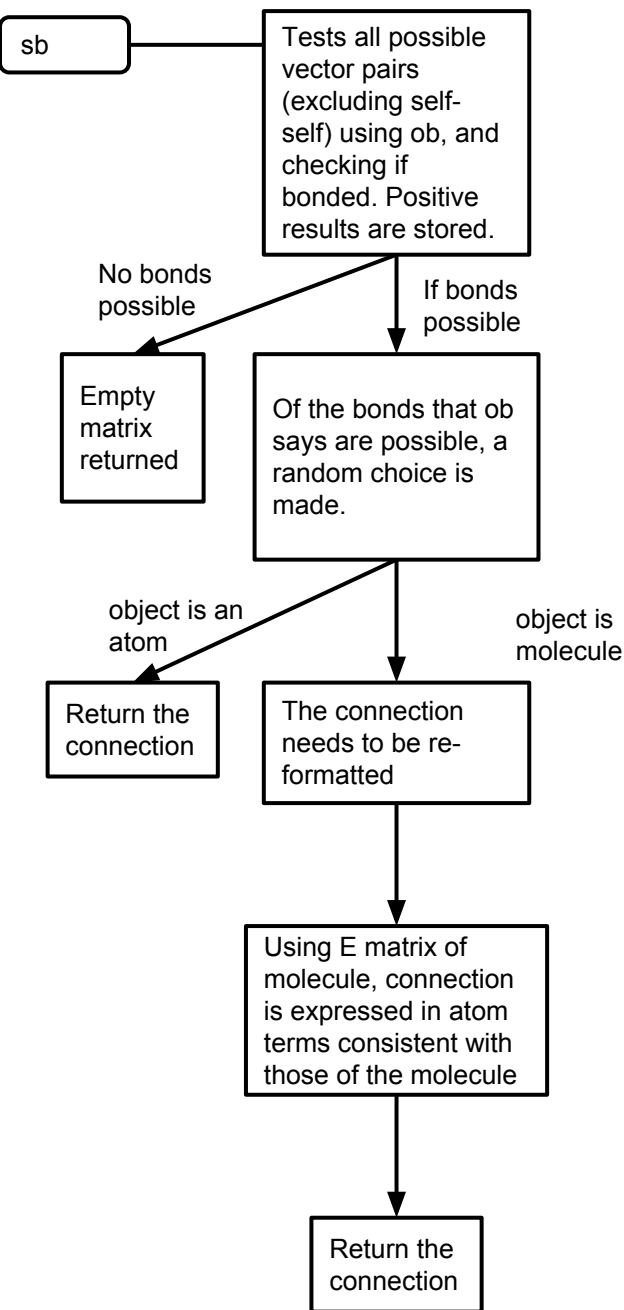 sb
Tests all possible
vector pairs
(excluding self-
self) using ob, and
checking if
bonded. Positive
results are stored.
No bonds
possible
If bonds
possible
Empty
matrix
returned
Of the bonds that ob
says are possible, a
random choice is
made.
object is an
atom
object is
molecule
Return the
connection
The connection
needs to be re-
formatted
Using E matrix of
molecule, connection
is expressed in atom
terms consistent with
those of the molecule
Return the
connection